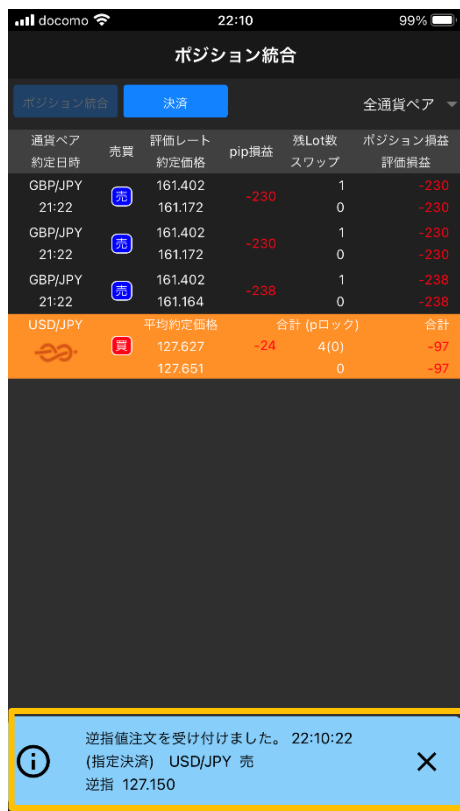 docomo 22:10 99%
ポジション統合
ポジション統合 決済 全通貨ペア
通貨ペア 売買 評価レート pip損益 残Lot数 ポジション損益
約定日時 約定価格 スワップ 評価損益
GBP/JPY 売 161.402 -230 1 -230
21:22 161.172 0 -230
GBP/JPY 売 161.402 -230 1 -230
21:22 161.172 0 -230
GBP/JPY 売 161.402 -238 1 -238
21:22 161.164 0 -238
USD/JPY 平均約定価格 合計 (pロック) 合計
買 127.627 -24 4(0) -97
127.651 0 -97
逆指値注文を受け付けました。 22:10:22
(指定決済) USD/JPY 売
逆指 127.150